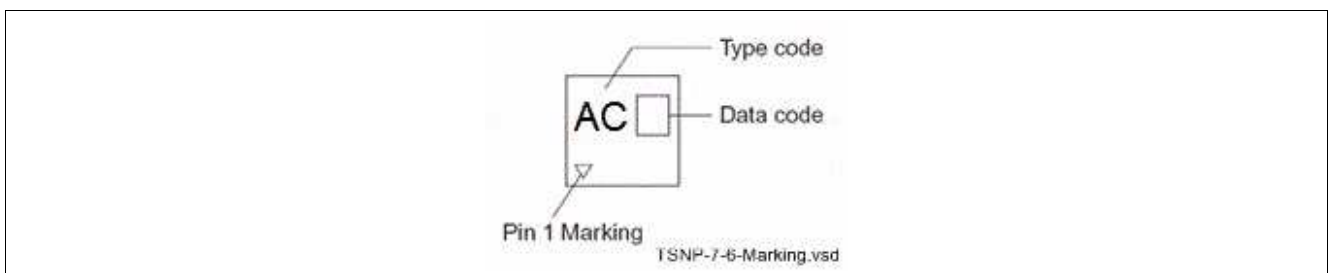 Type code
AC
Data code
Pin 1 Marking
TSNP-7-6-Marking.vsd